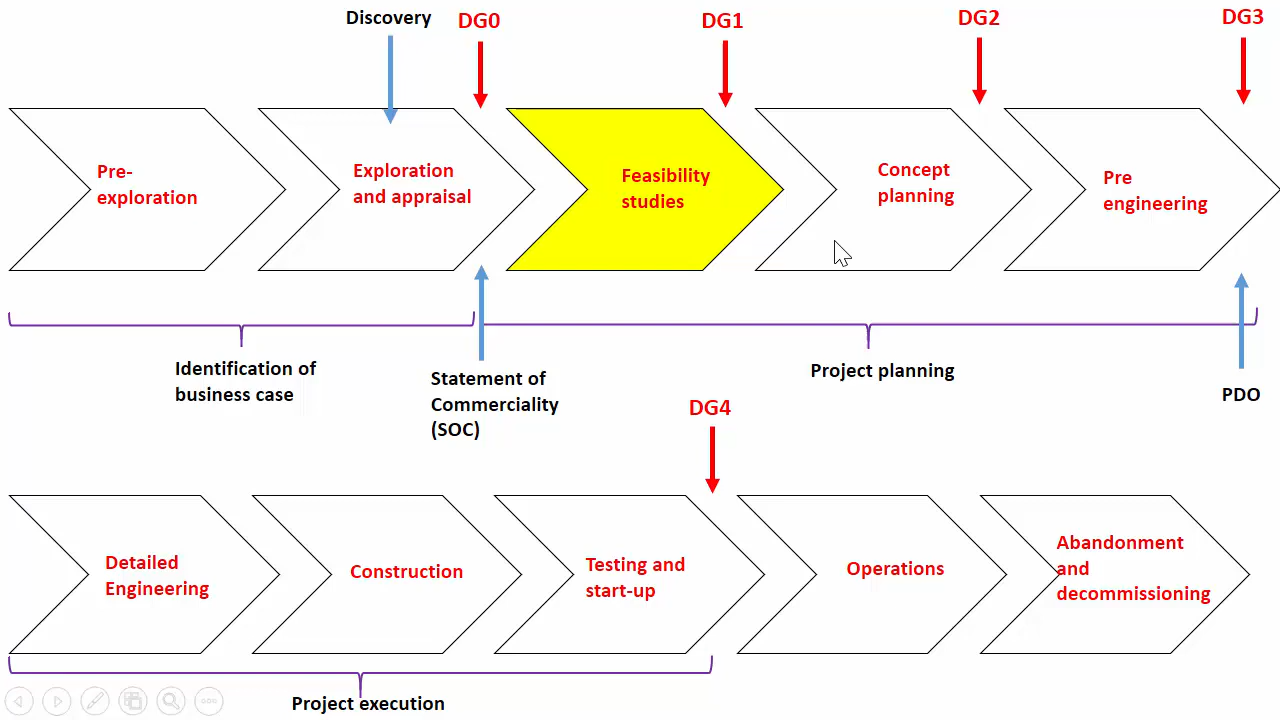 Discovery
DG0
DG1
DG2
DG3
Pre-
exploration
Exploration
and appraisal
Feasibility
studies
Concept
planning
Pre
engineering
Identification of
business case
Statement of
Commerciality
(SOC)
Project planning
PDO
DG4
Detailed
Engineering
Construction
Testing and
start-up
Operations
Abandonment
and
decommissioning
Project execution